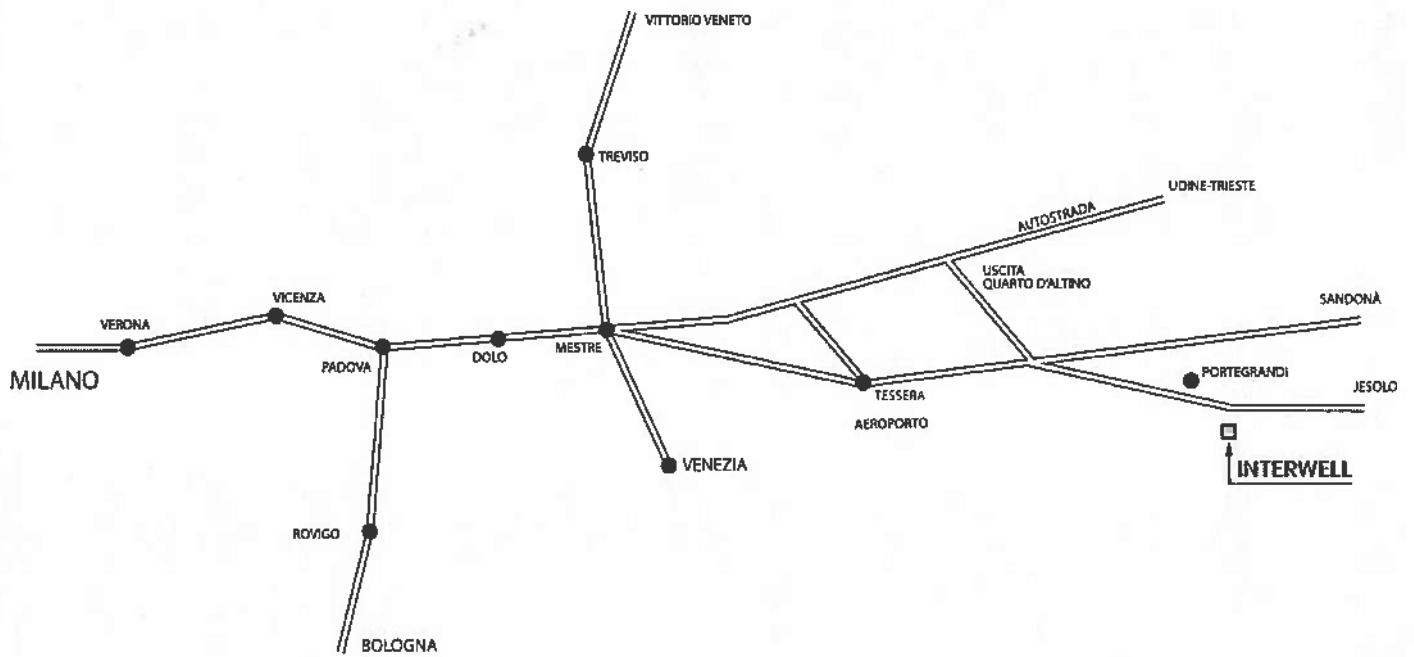 VITTORIO VENETO
TREVISO
UDINE-TRIESTE
AUTOSTRADA
USCITA
QUARTO D'ALTINO
VICENZA
VERONA
SANDONÀ
MILANO
PADOVA
DOLO
MESTRE
PORTEGRANDI
JESOLO
TESSERA
AEROPORTO
VENEZIA
INTERWELL
ROVIGO
BOLOGNA